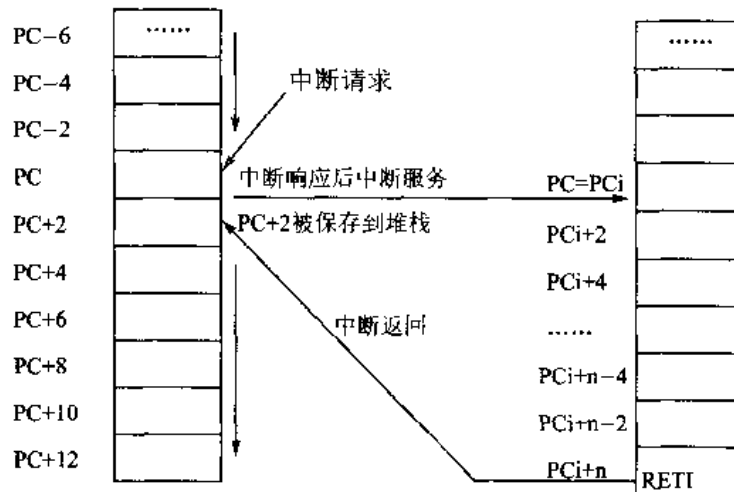 PC−6
......
......
PC−4
中断请求
PC−2
PC
中断响应后中断服务
PC=PCi
PC+2
PC+2被保存到堆栈
PCi+2
PC+4
PCi+4
PC+6
中断返回
......
PC+8
PCi+n−4
PC+10
PCi+n−2
PC+12
PCi+n
RETI